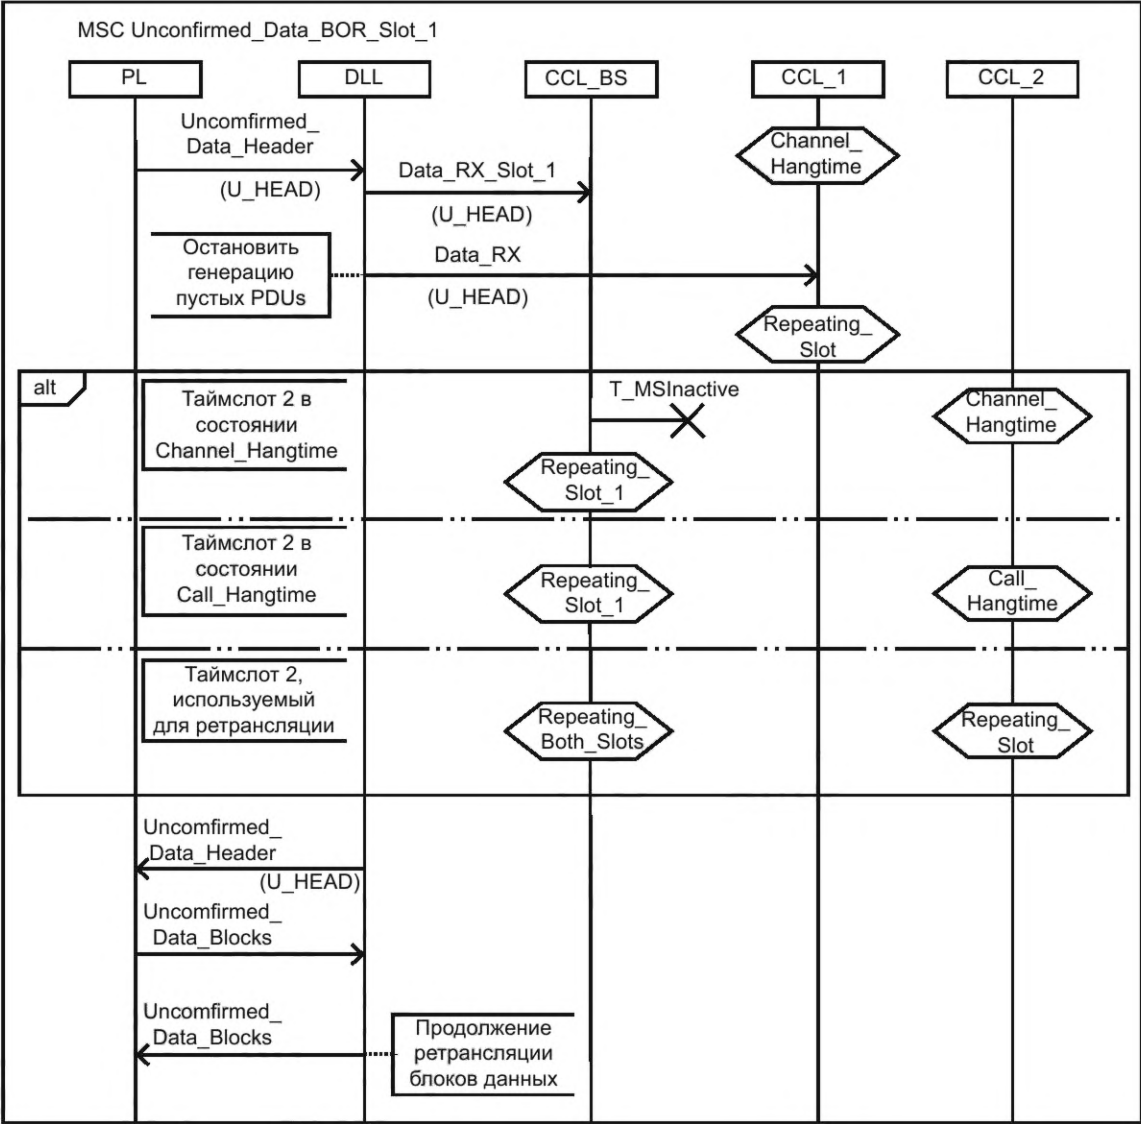 MSC Unconfirmed_Data_BOR_Slot_1
PL
DLL
CCL_BS
CCL_1
CCL_2
Uncomfirmed_
Data_Header
(U_HEAD)
Channel_
Hangtime
Data_RX_Slot_1
(U_HEAD)
Остановить
генерацию
пустых PDUs
Data_RX
(U_HEAD)
Repeating_
Slot
alt
Таймслот 2 в
состоянии
Channel_Hangtime
T_MSInactive
Channel_
Hangtime
Repeating_
Slot_1
Таймслот 2 в
состоянии
Call_Hangtime
Repeating_
Slot_1
Call_
Hangtime
Таймслот 2,
используемый
для ретрансляции
Repeating_
Both_Slots
Repeating_
Slot
Uncomfirmed_
Data_Header
(U_HEAD)
Uncomfirmed_
Data_Blocks
Uncomfirmed_
Data_Blocks
Продолжение
ретрансляции
блоков данных